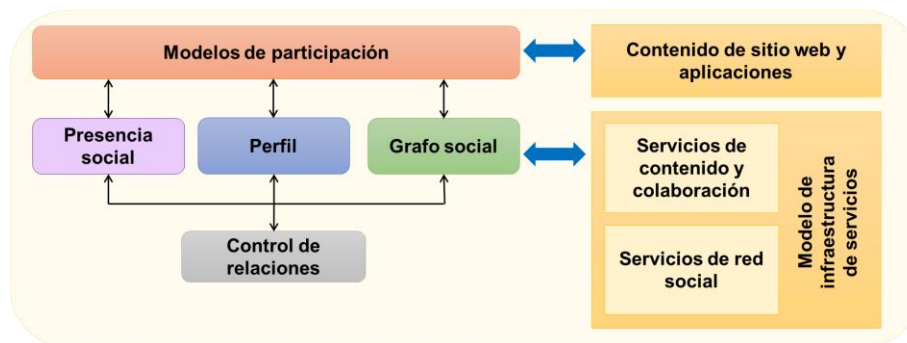 Modelos de participación
Contenido de sitio web y
aplicaciones
Presencia
social
Perfil
Grafo social
Control de
relaciones
Servicios de
contenido y
colaboración
Servicios de red
social
Modelo de
infraestructura
de servicios